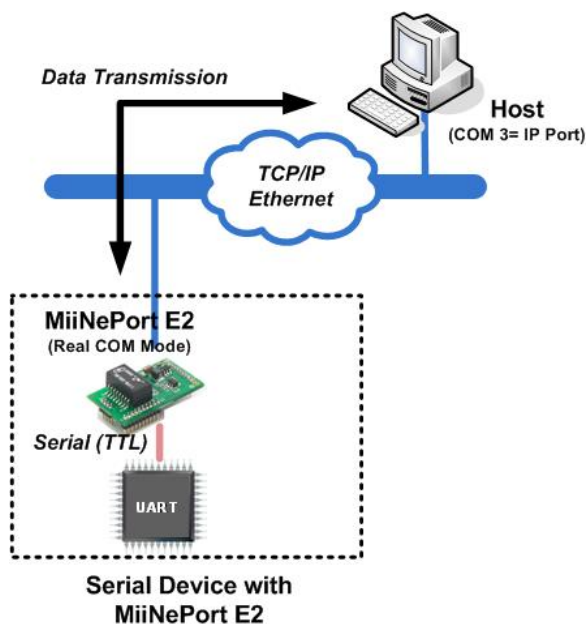 Data Transmission
Host
(COM 3= IP Port)
TCP/IP
Ethernet
MiiNePort E2
(Real COM Mode)
Serial (TTL)
UART
Serial Device with
MiiNePort E2